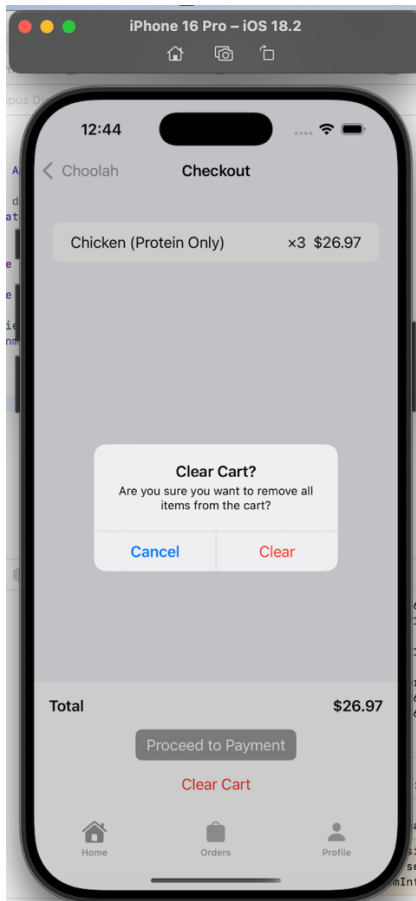 iPhone 16 Pro – iOS 18.2
12:44
Choolah
Checkout
Chicken (Protein Only) ×3 $26.97
Clear Cart?
Are you sure you want to remove all
items from the cart?
Cancel
Clear
Total $26.97
Proceed to Payment
Clear Cart
Home
Orders
Profile